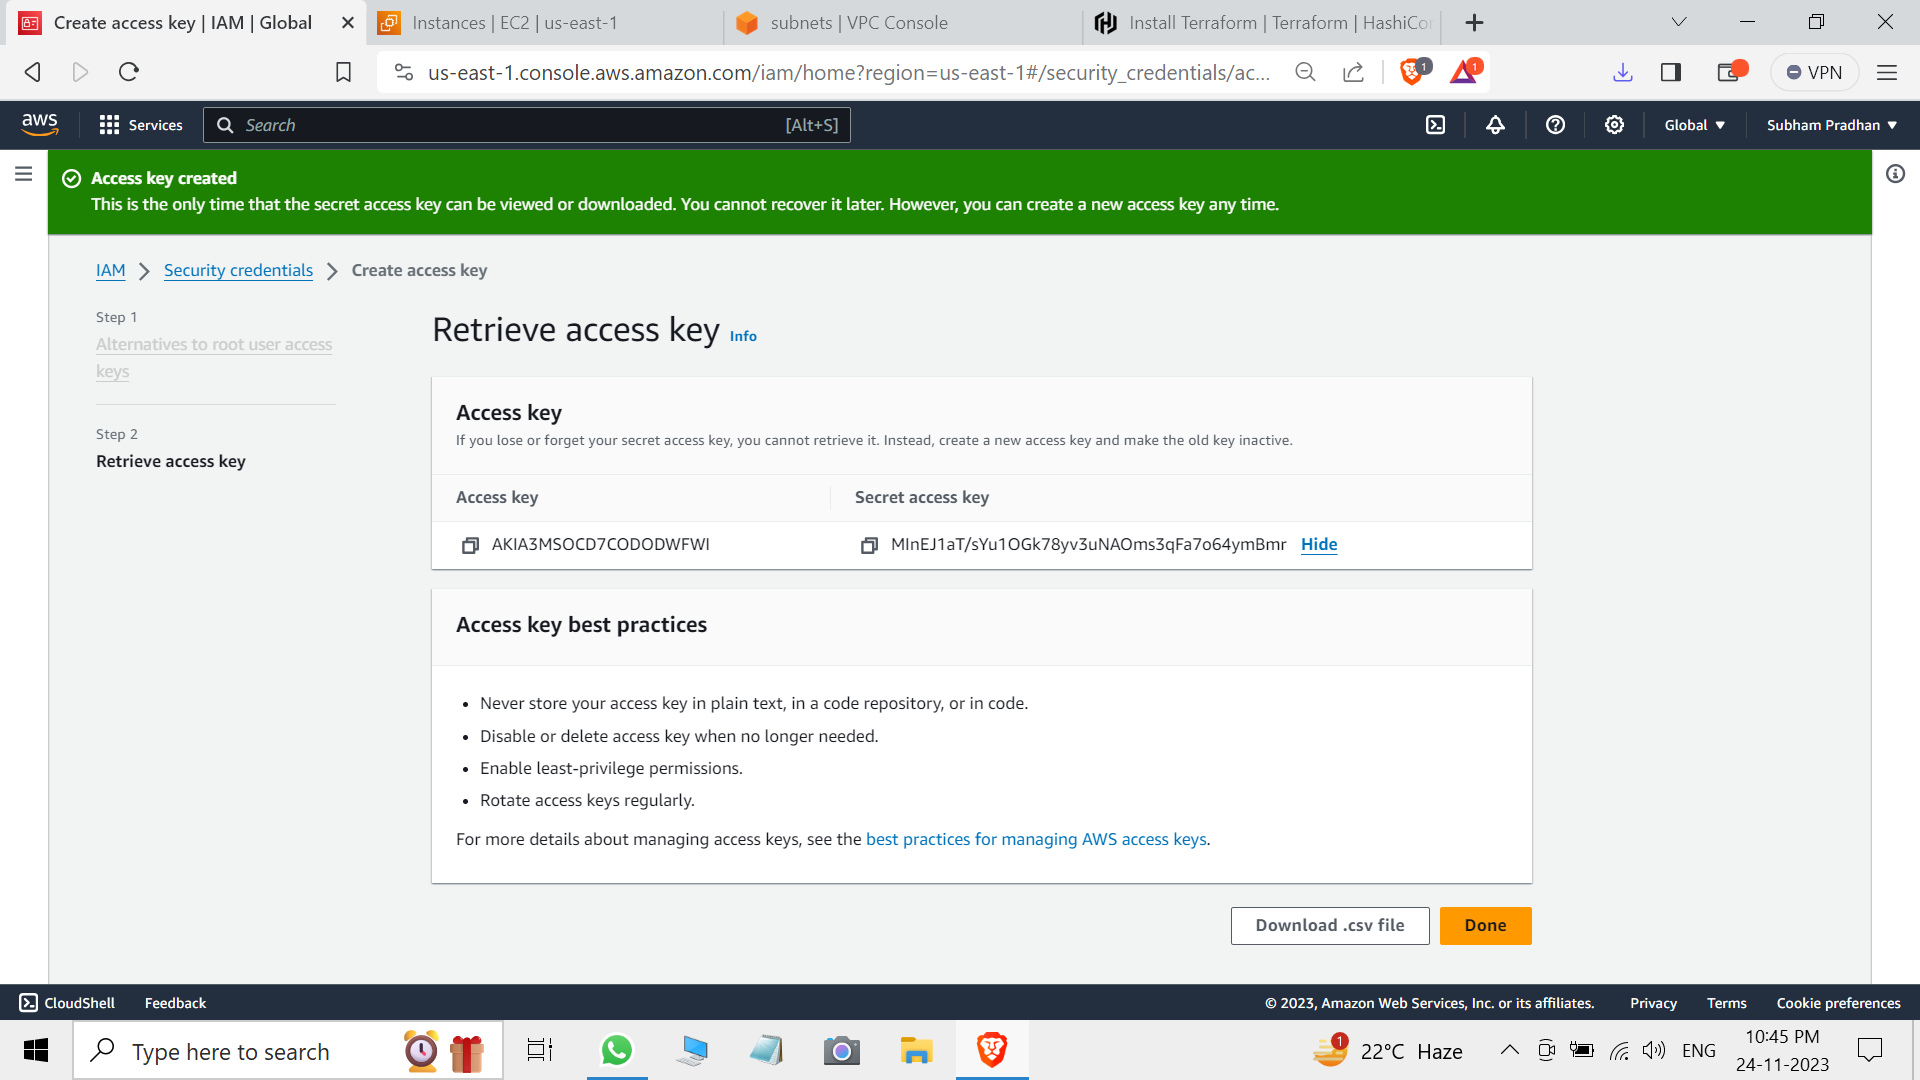 Create access key | IAM | Global
Instances | EC2 | us-east-1
subnets | VPC Console
Install Terraform | Terraform | HashiCor
us-east-1.console.aws.amazon.com/iam/home?region=us-east-1#/security_credentials/ac...
1
1
VPN
aws
Services
Search
[Alt+S]
Global
Subham Pradhan
Access key created
This is the only time that the secret access key can be viewed or downloaded. You cannot recover it later. However, you can create a new access key any time.
IAM > Security credentials > Create access key
Step 1
Alternatives to root user access
keys
Step 2
Retrieve access key
Retrieve access key Info
Access key
If you lose or forget your secret access key, you cannot retrieve it. Instead, create a new access key and make the old key inactive.
Access key
Secret access key
AKIA3MSOCD7CODODWFWI
MInEJ1aT/sYu1OGk78yv3uNAOms3qFa7o64ymBmr Hide
Access key best practices
• Never store your access key in plain text, in a code repository, or in code.
• Disable or delete access key when no longer needed.
• Enable least-privilege permissions.
• Rotate access keys regularly.
For more details about managing access keys, see the best practices for managing AWS access keys.
Download .csv file
Done
CloudShell
Feedback
© 2023, Amazon Web Services, Inc. or its affiliates.
Privacy
Terms
Cookie preferences
Type here to search
1
22°C Haze
ENG
10:45 PM
24-11-2023